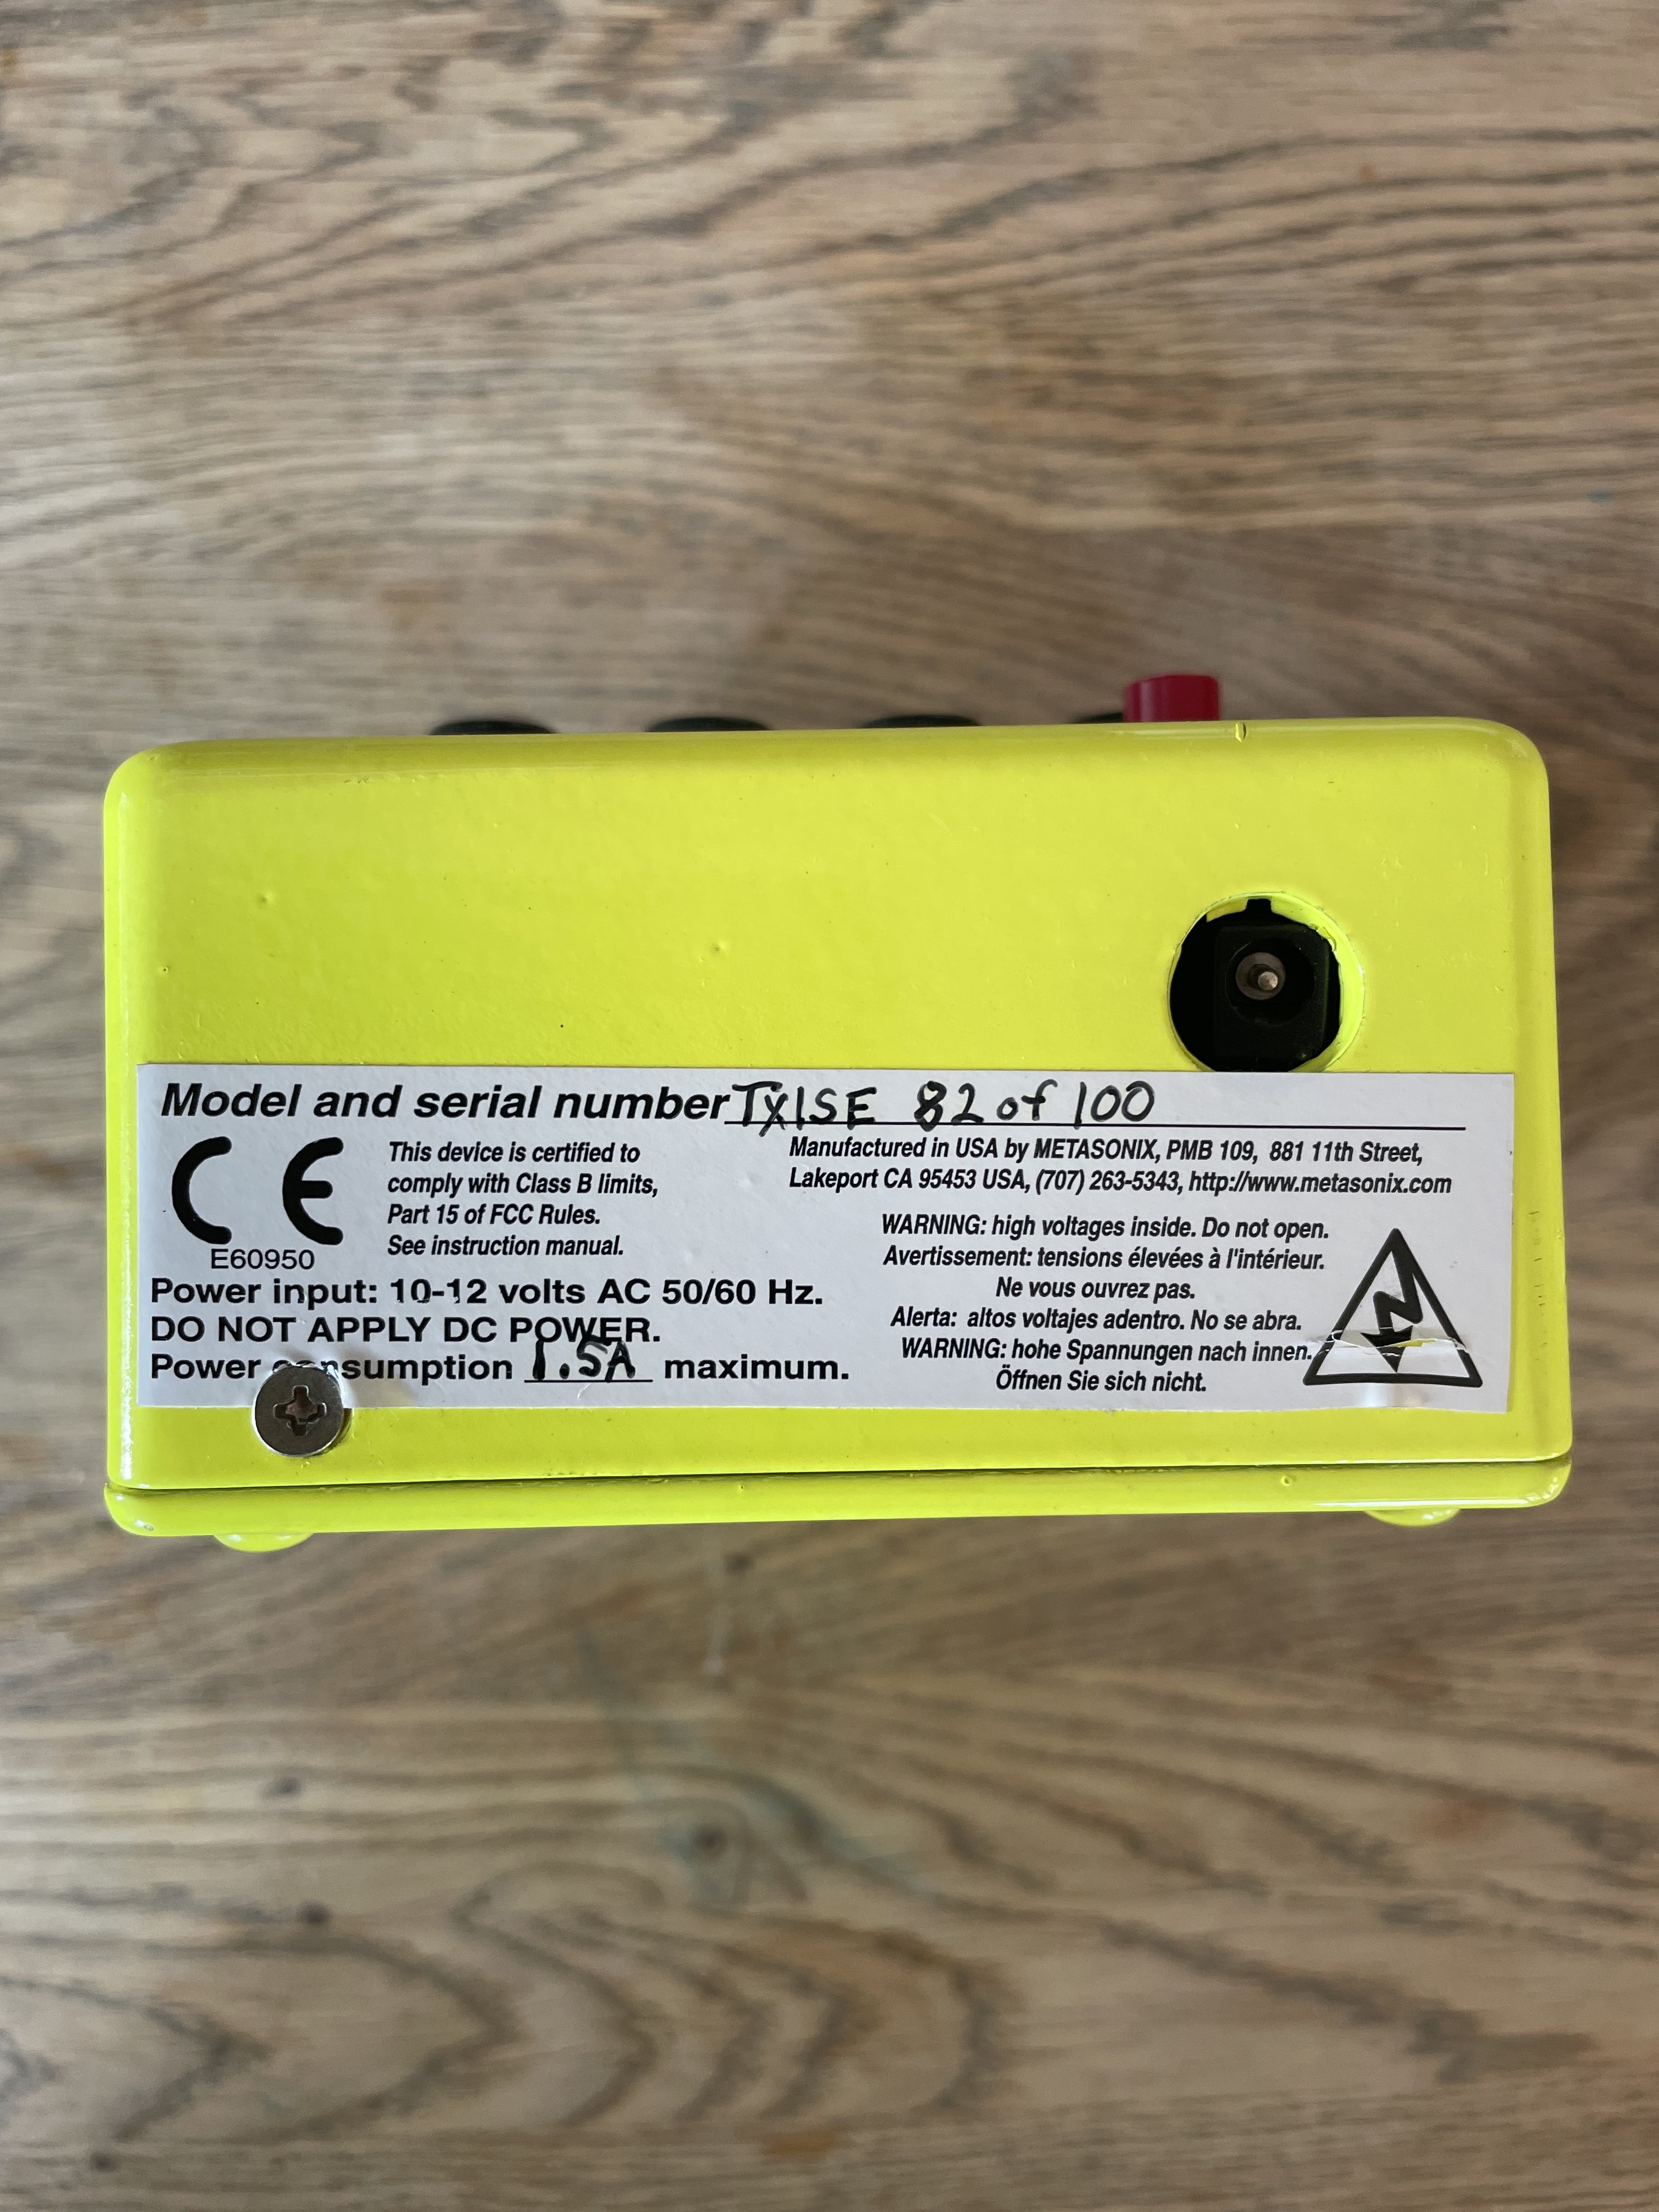 Model and serial number TX1SE 82 of 100
CE
E60950
This device is certified to
comply with Class B limits,
Part 15 of FCC Rules.
See instruction manual.
Manufactured in USA by METASONIX, PMB 109, 881 11th Street,
Lakeport CA 95453 USA, (707) 263-5343, http://www.metasonix.com
Power input: 10-12 volts AC 50/60 Hz.
DO NOT APPLY DC POWER.
Power consumption 1.5A maximum.
WARNING: high voltages inside. Do not open.
Avertissement: tensions élevées à l'intérieur.
Ne vous ouvrez pas.
Alerta: altos voltajes adentro. No se abra.
WARNING: hohe Spannungen nach innen.
Öffnen Sie sich nicht.